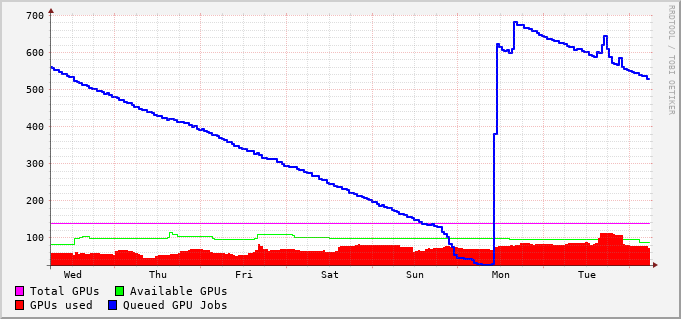 700
600
500
400
300
200
100
Wed Thu Fri Sat Sun Mon Tue
Total GPUs Available GPUs
GPUs used Queued GPU Jobs
RRDTOOL / TOBI OETIKER